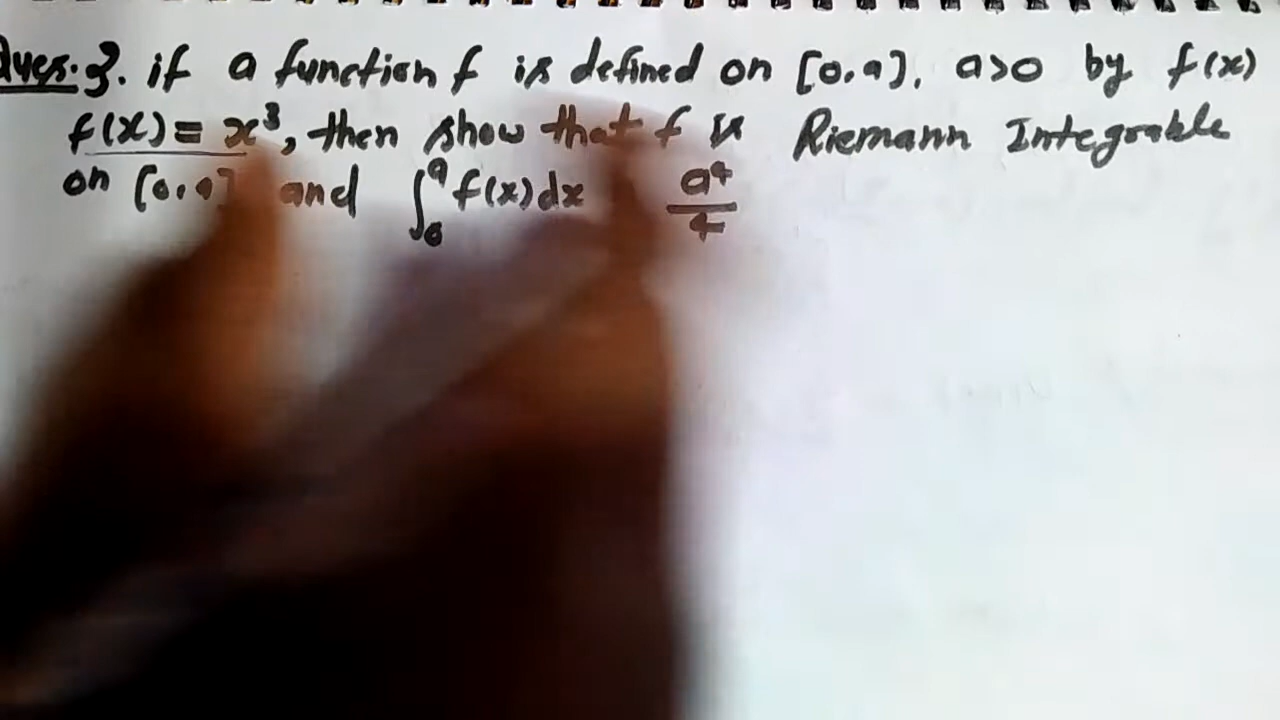 Ques. 3. if a function f is defined on [0,a], a>0 by f(x)
f(x) = x³, then show that f is Riemann Integrable
on [0,a] and ∫₀ᵃ f(x) dx a⁴/4